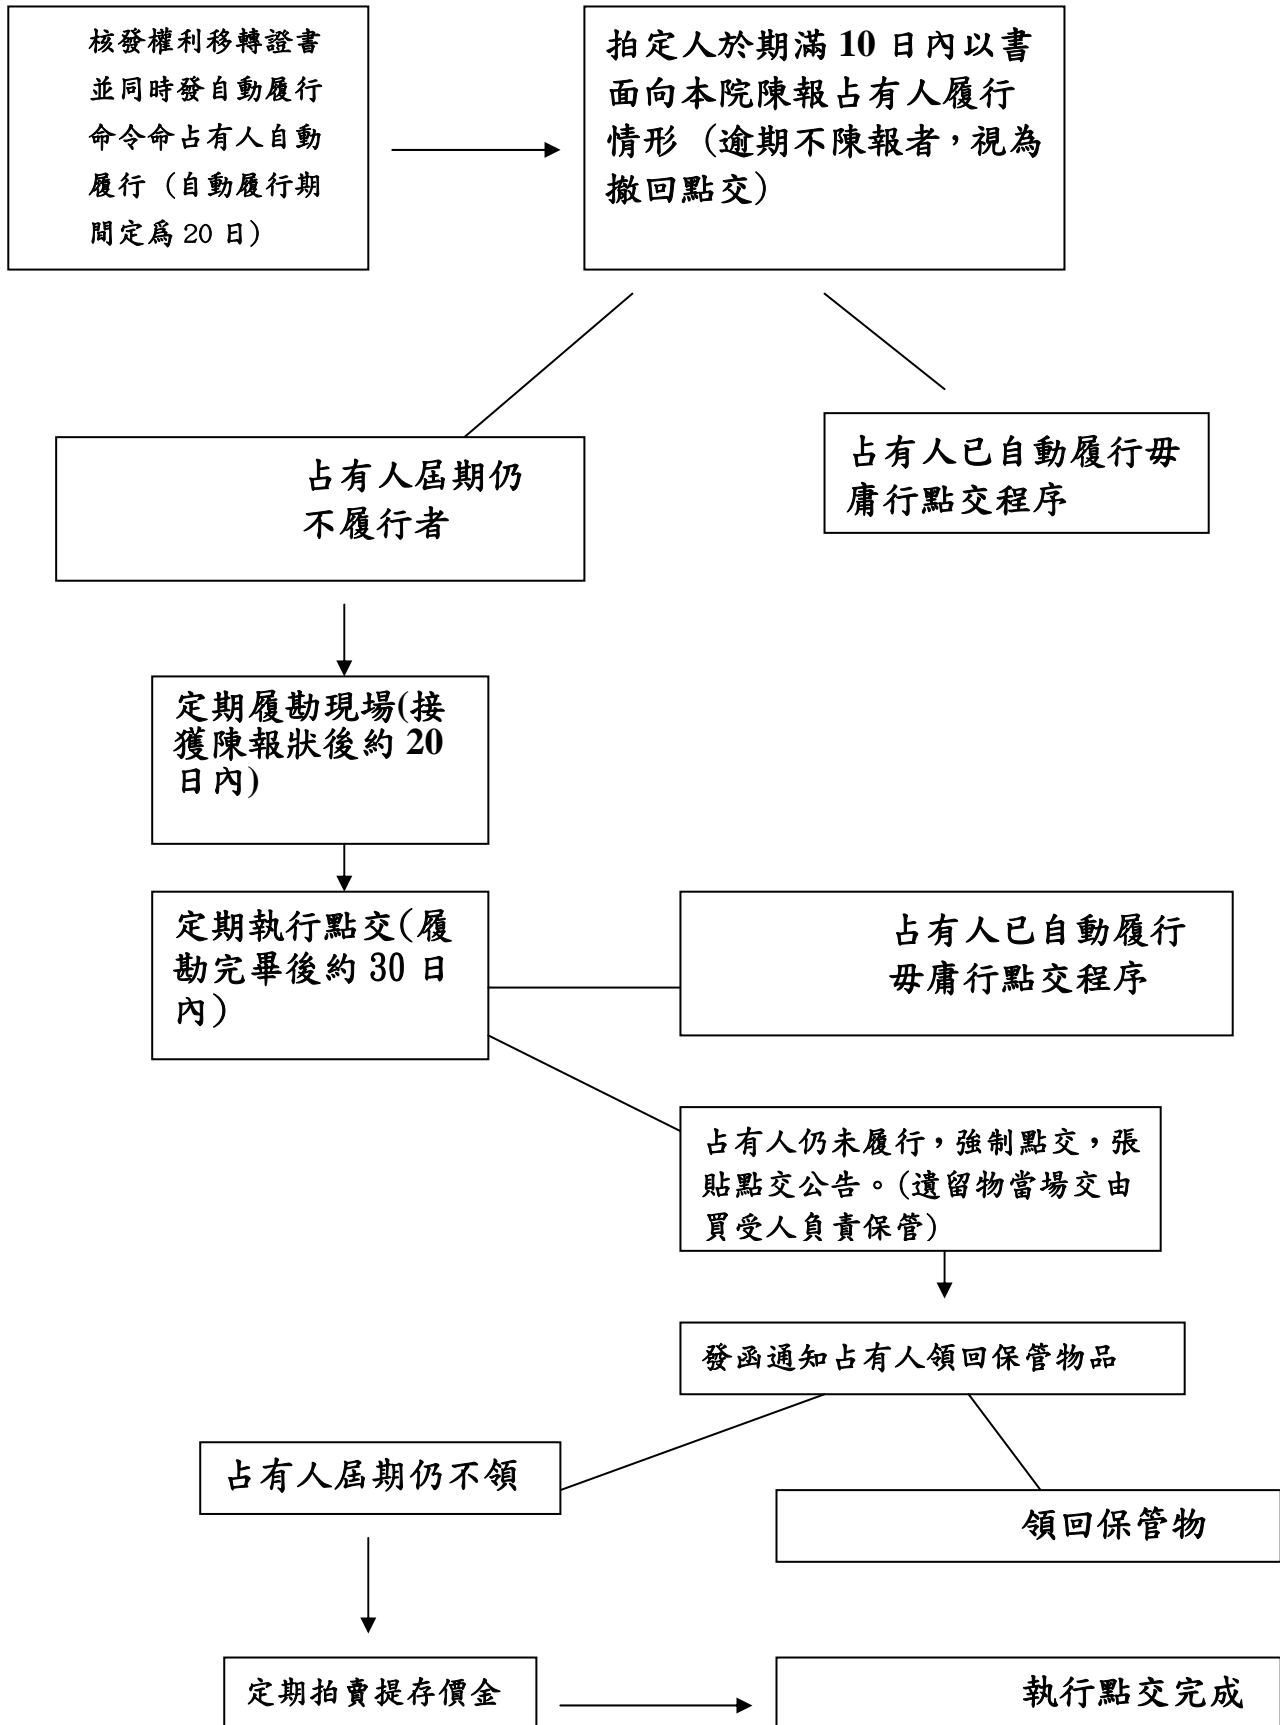 核發權利移轉證書
並同時發自動履行
命令命占有人自動
履行（自動履行期
間定為 20 日）
拍定人於期滿 10 日內以書
面向本院陳報占有人履行
情形（逾期不陳報者，視為
撤回點交）
占有人屆期仍
不履行者
占有人已自動履行毋
庸行點交程序
定期履勘現場(接
獲陳報狀後約 20
日內)
定期執行點交(履
勘完畢後約 30 日
內)
占有人已自動履行
毋庸行點交程序
占有人仍未履行，強制點交，張
貼點交公告。(遺留物當場交由
買受人負責保管)
發函通知占有人領回保管物品
占有人屆期仍不領
領回保管物
定期拍賣提存價金
執行點交完成